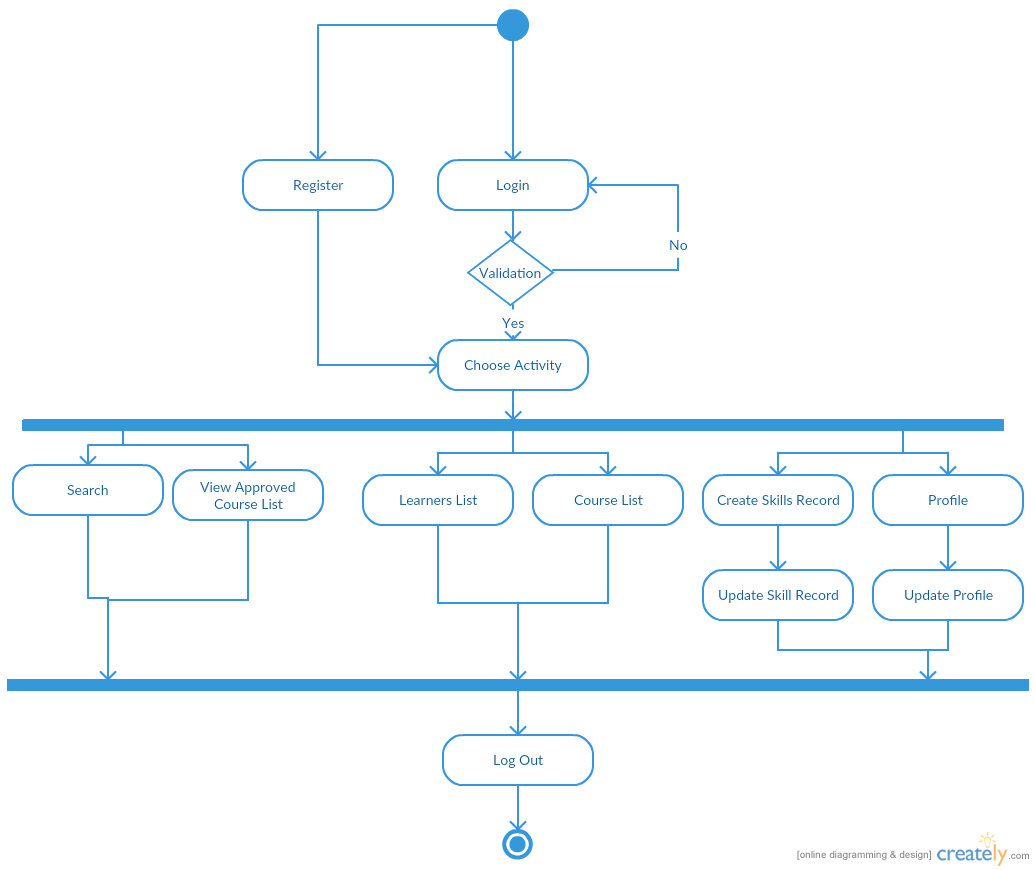 Register
Login
No
Validation
Yes
Choose Activity
Search
View Approved
Course List
Learners List
Course List
Create Skills Record
Profile
Update Skill Record
Update Profile
Log Out
[online diagramming & design] creately.com